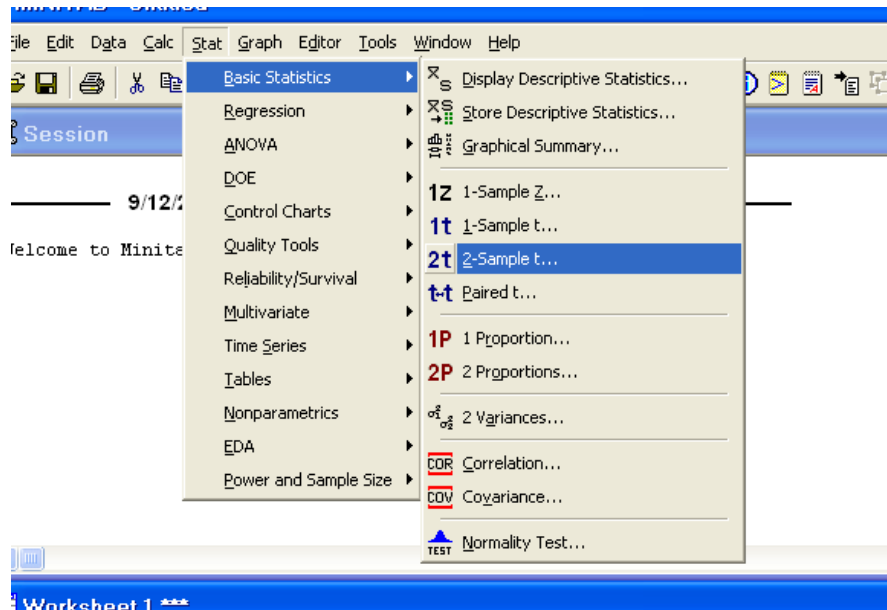 File Edit Data Calc Stat Graph Editor Tools Window Help
Session
9/12/2
Welcome to Minita
Basic Statistics
Regression
ANOVA
DOE
Control Charts
Quality Tools
Reliability/Survival
Multivariate
Time Series
Tables
Nonparametrics
EDA
Power and Sample Size
Display Descriptive Statistics...
Store Descriptive Statistics...
Graphical Summary...
1Z 1-Sample Z...
1t 1-Sample t...
2t 2-Sample t...
t-t Paired t...
1P 1 Proportion...
2P 2 Proportions...
2 Variances...
COR Correlation...
COV Covariance...
TEST Normality Test...
Worksheet 1 ***